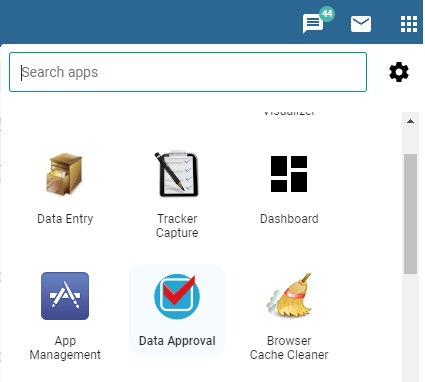 44
Search apps
Visualizer
Data Entry
Tracker
Capture
Dashboard
App
Management
Data Approval
Browser
Cache Cleaner